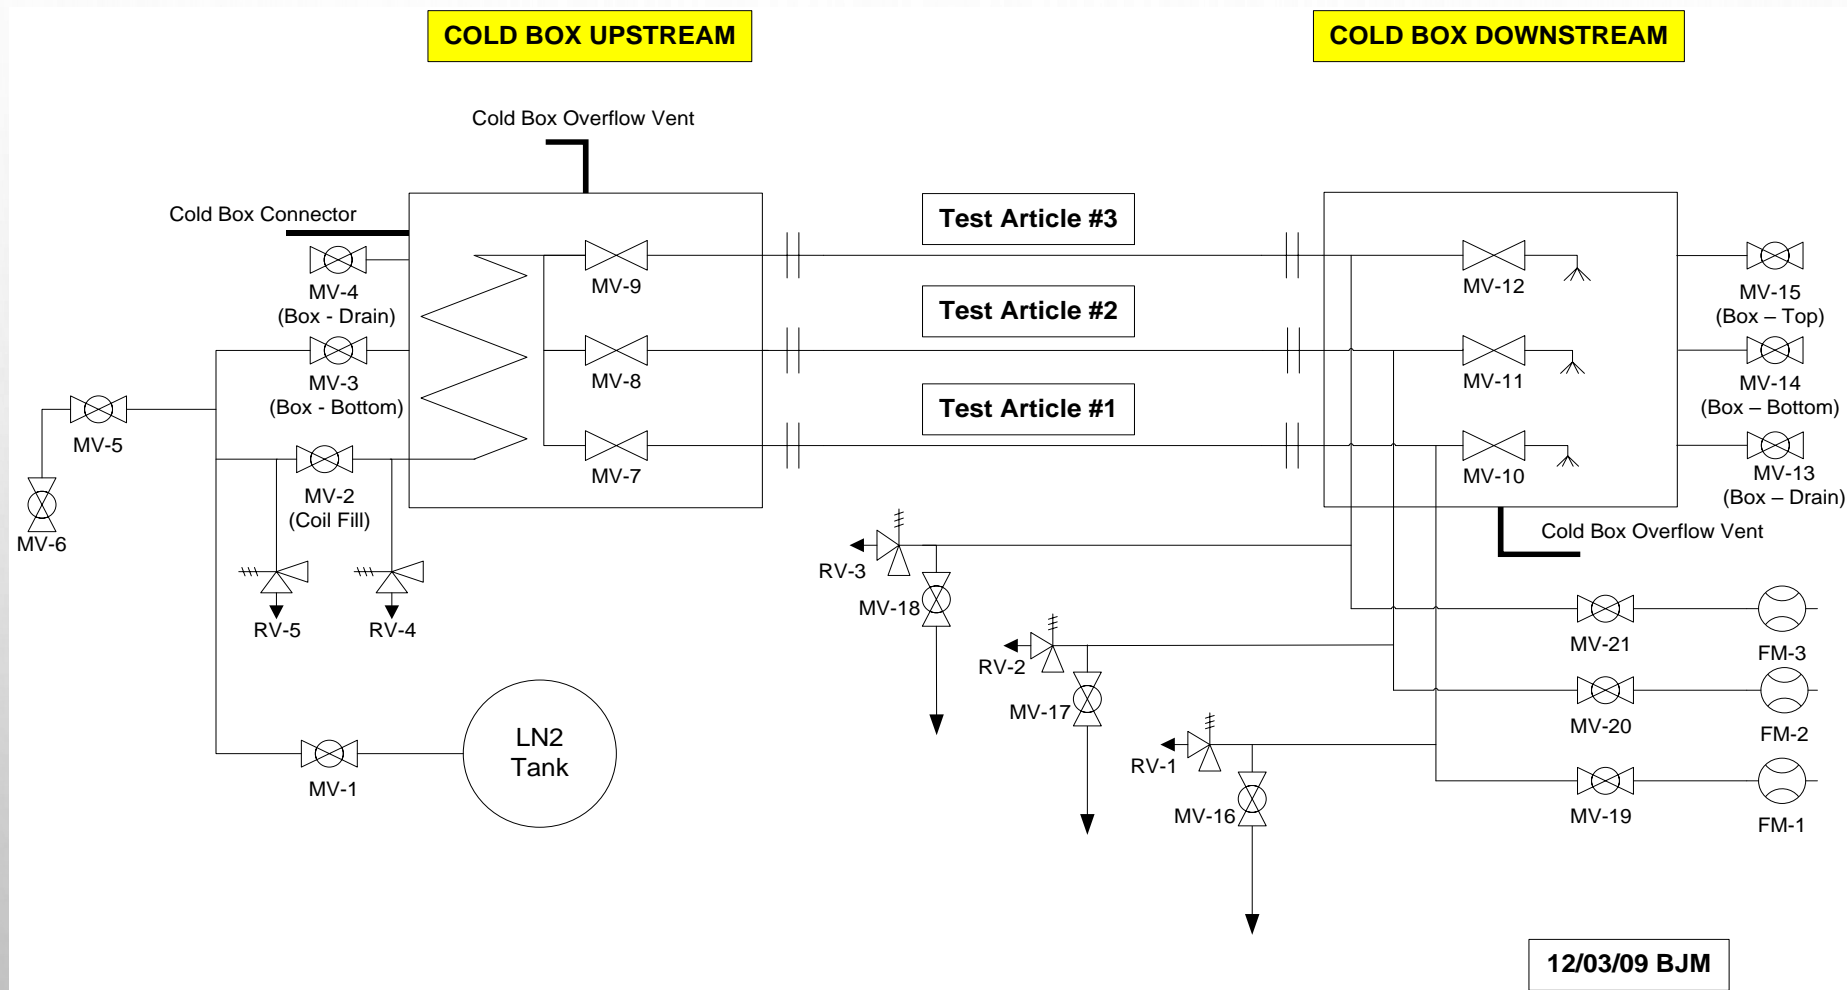 COLD BOX UPSTREAM
COLD BOX DOWNSTREAM
Cold Box Overflow Vent
Cold Box Connector
Test Article #3
MV-4
(Box - Drain)
MV-9
MV-12
MV-15
(Box – Top)
Test Article #2
MV-3
(Box - Bottom)
MV-8
MV-11
MV-14
(Box – Bottom)
Test Article #1
MV-5
MV-2
(Coil Fill)
MV-7
MV-10
MV-13
(Box – Drain)
MV-6
Cold Box Overflow Vent
RV-5
RV-4
RV-3
MV-18
RV-2
MV-17
RV-1
MV-16
MV-21
FM-3
MV-20
FM-2
MV-19
FM-1
LN2
Tank
MV-1
12/03/09 BJM